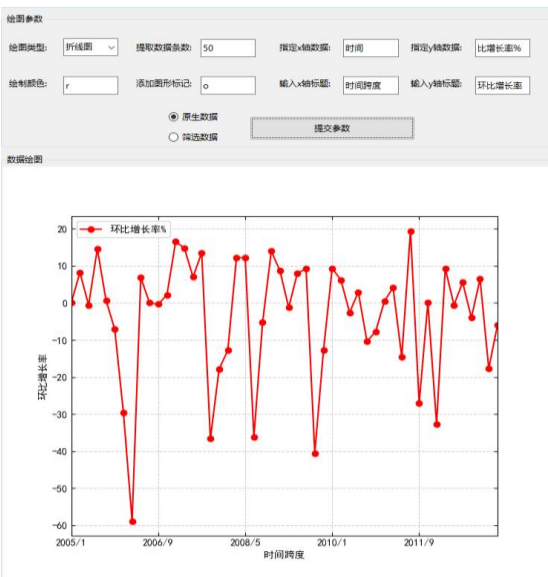 绘图参数
绘图类型: 折线图 提取数据条数: 50 指定x轴数据: 时间 指定y轴数据: 比增长率%
绘制颜色: r 添加图形标记: o 输入x轴标题: 时间跨度 输入y轴标题: 环比增长率
原生数据
筛选数据
提交参数
数据绘图
环比增长率%
20
10
0
-10
-20
-30
-40
-50
-60
环比增长率
2005/1 2006/9 2008/5 2010/1 2011/9
时间跨度